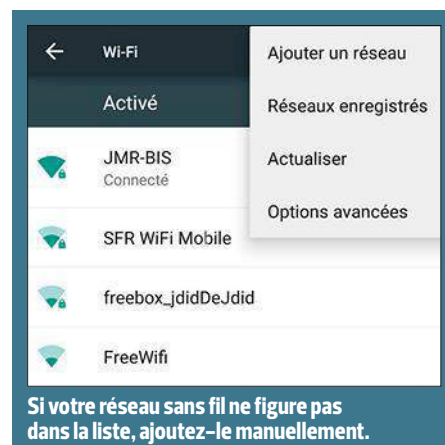 Wi-Fi
Activé
Ajouter un réseau
Réseaux enregistrés
Actualiser
Options avancées
JMR-BIS
Connecté
SFR WiFi Mobile
freebox_jdidDeJdid
FreeWifi
Si votre réseau sans fil ne figure pas
dans la liste, ajoutez-le manuellement.